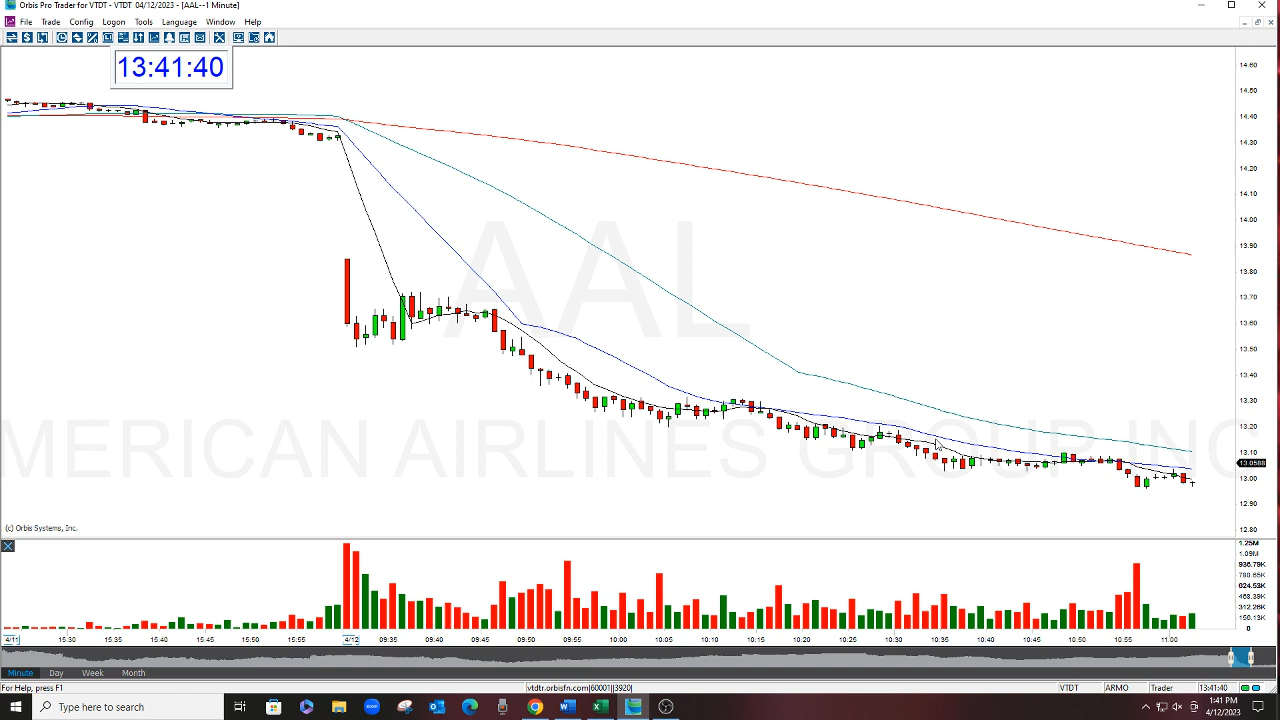 Orbis Pro Trader for VTDT - VTDT 04/12/2023 - [AAL--1 Minute]
File Trade Config Logon Tools Language Window Help
13:41:40
AAL
MERICAN AIRLINES GROUP INC
14.60
14.50
14.40
14.30
14.20
14.10
14.00
13.90
13.80
13.70
13.60
13.50
13.40
13.30
13.20
13.10
13.0588
13.00
12.90
12.80
(c) Orbis Systems, Inc.
1.25M
1.09M
936.79K
780.65K
624.53K
468.39K
312.26K
156.13K
0
4/11 15:30 15:35 15:40 15:45 15:50 15:55 4/12 09:35 09:40 09:45 09:50 09:55 10:00 10:05 10:10 10:15 10:20 10:25 10:30 10:35 10:40 10:45 10:50 10:55 11:00
Minute Day Week Month
For Help, press F1 vtdtr.orbisfn.com|60001||3920| VTDT ARMO Trader 13:41:40
Type here to search
1:41 PM
4/12/2023